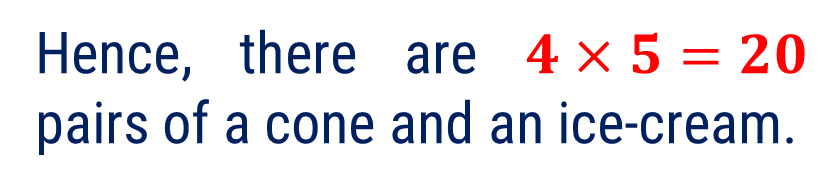 Hence, there are 4 × 5 = 20
pairs of a cone and an ice-cream.